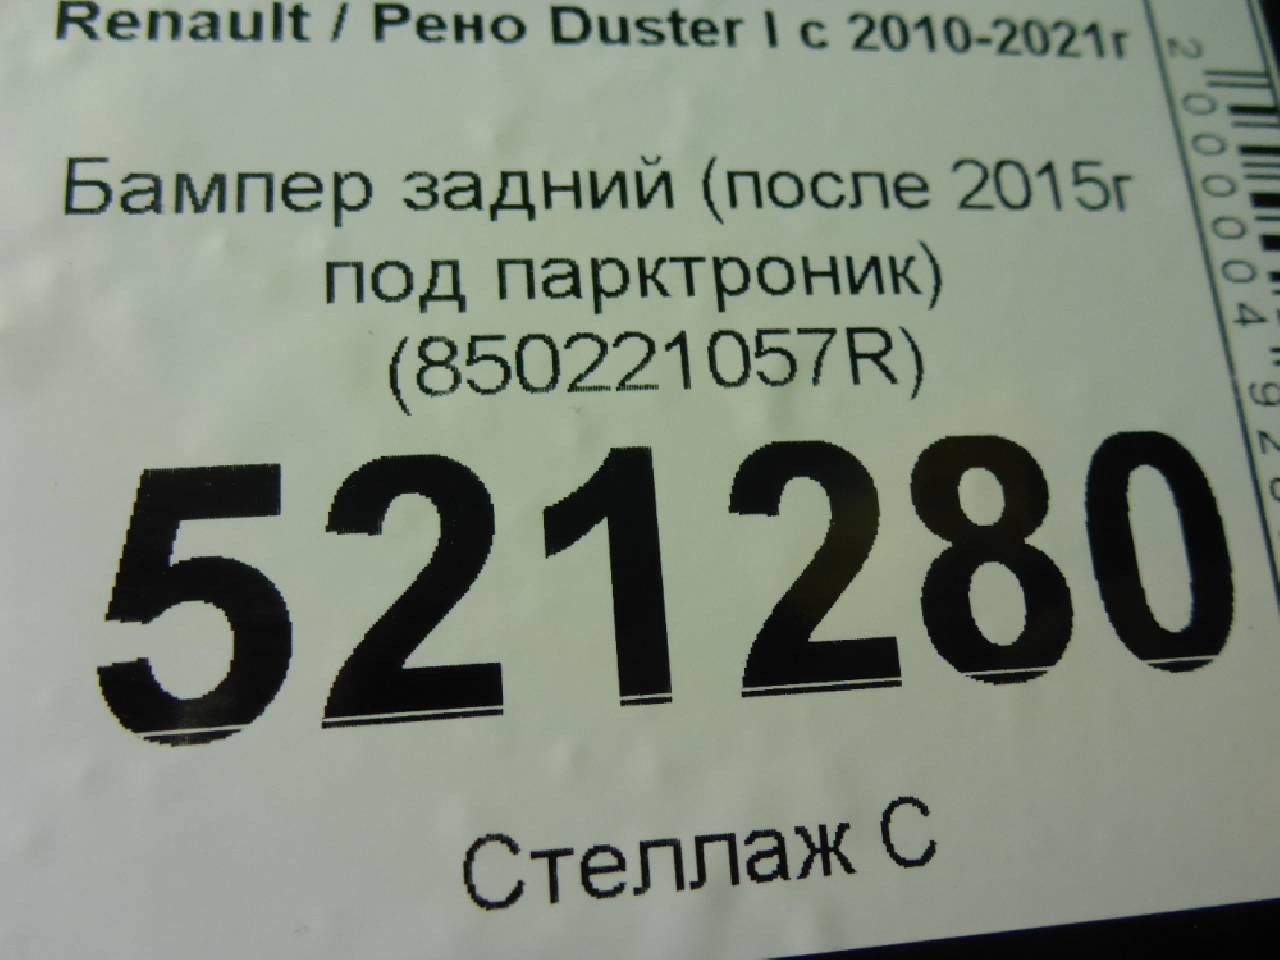 Renault / Рено Duster I с 2010-2021г
Бампер задний (после 2015г
под парктроник)
(850221057R)
521280
Стеллаж С